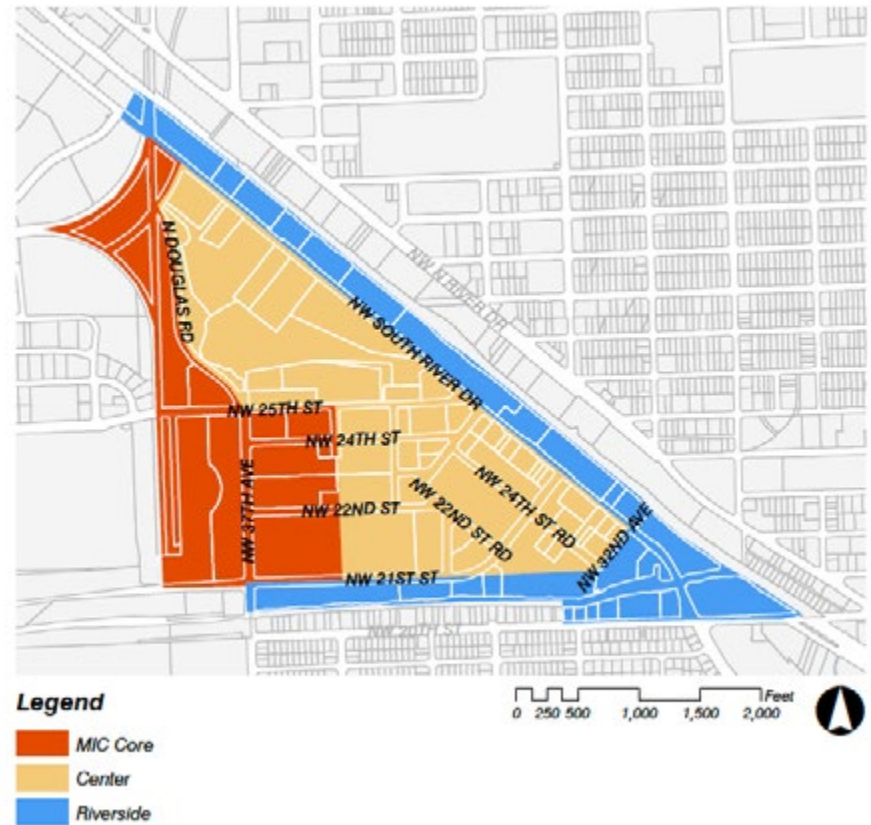 NW N RIVER DR
N DOUGLAS RD
NW SOUTH RIVER DR
NW 25TH ST
NW 24TH ST
NW 37TH AVE
NW 22ND ST
NW 22ND ST RD
NW 24TH ST RD
NW 32ND AVE
NW 21ST ST
NW 20TH ST
Legend
MIC Core
Center
Riverside
Feet
0 250 500 1,000 1,500 2,000